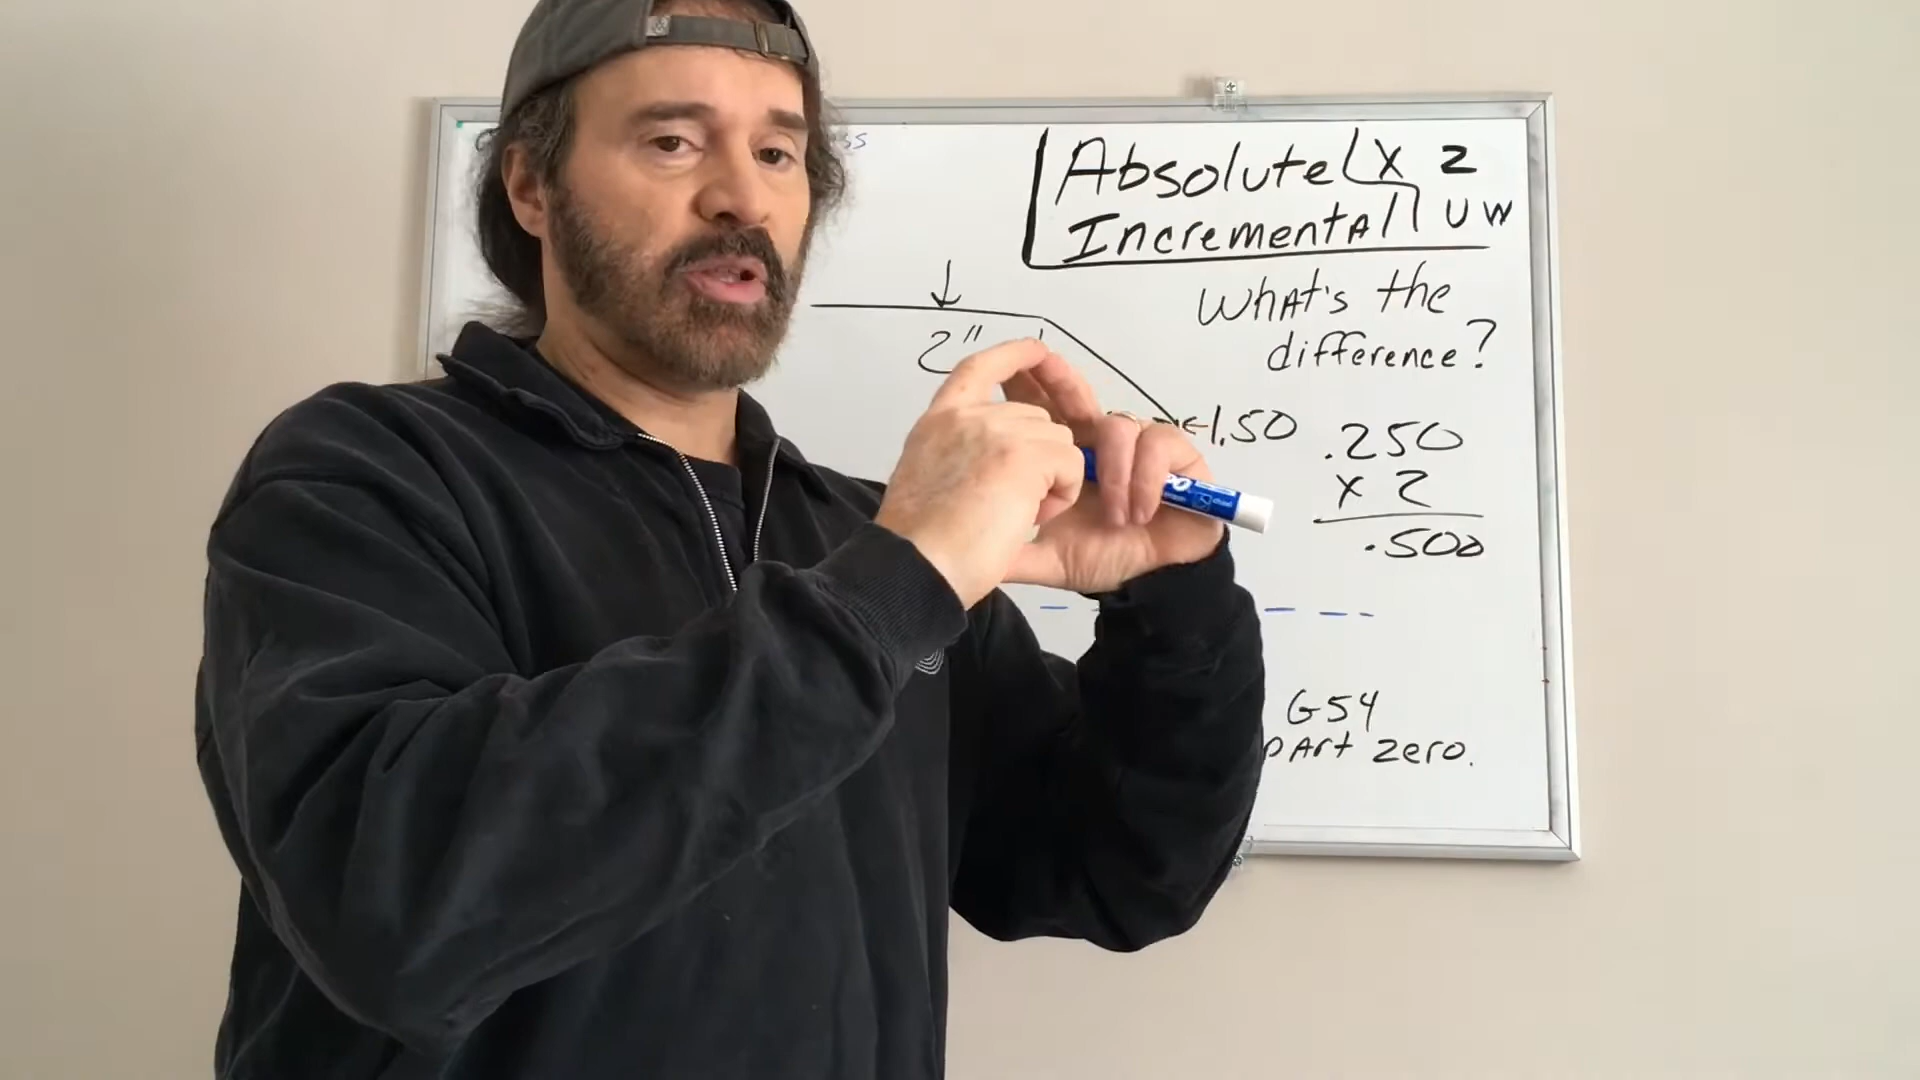 Absolute X Z
Incremental U W
What's the
difference?
2"
1.50
.250
x 2
.500
G54
part zero.